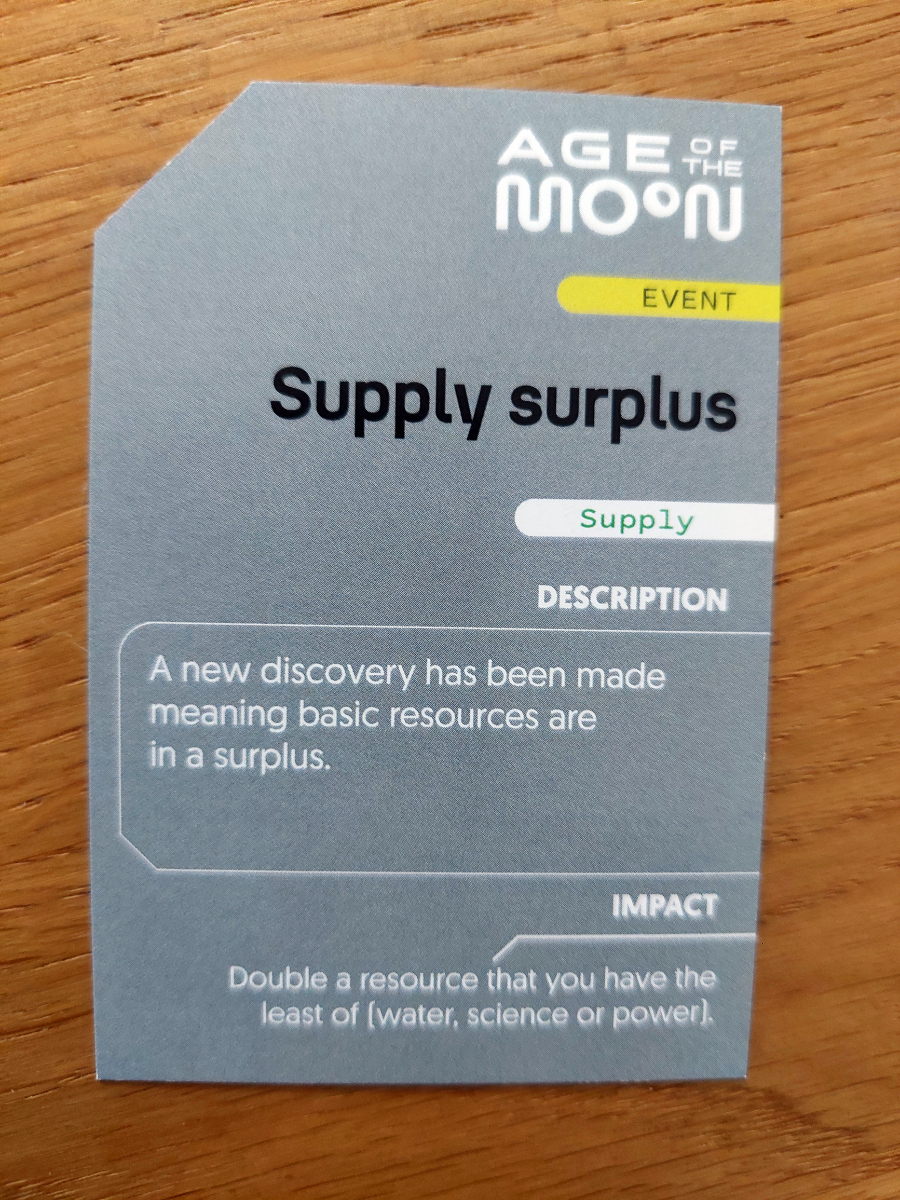 AGE OF THE
MOON
EVENT
Supply surplus
Supply
DESCRIPTION
A new discovery has been made
meaning basic resources are
in a surplus.
IMPACT
Double a resource that you have the
least of (water, science or power).